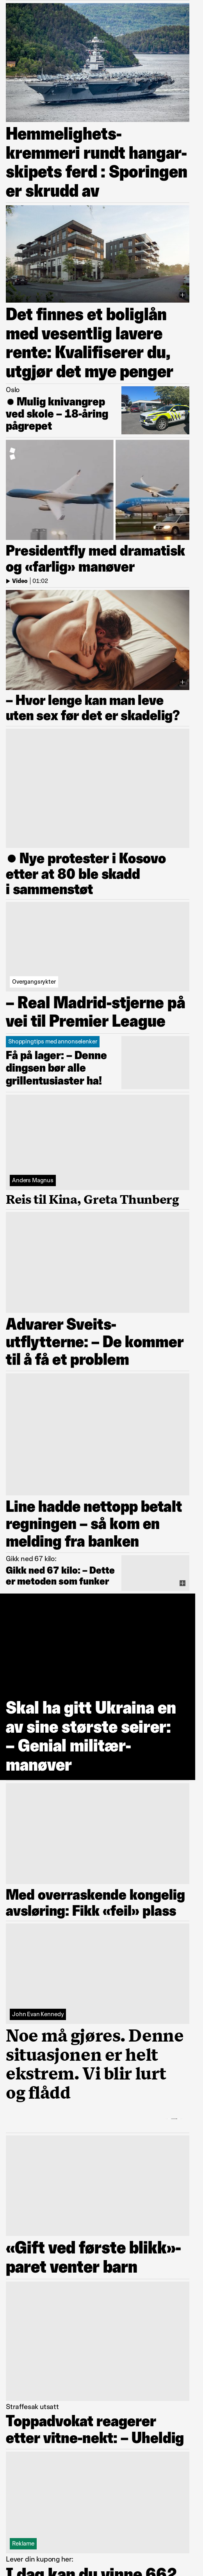 Hemmelighets-
kremmeri rundt hangar-
skipets ferd : Sporingen
er skrudd av
Det finnes et boliglån
med vesentlig lavere
rente: Kvalifiserer du,
utgjør det mye penger
Oslo
● Mulig knivangrep
ved skole – 18-åring
pågrepet
Presidentfly med dramatisk
og «farlig» manøver
Video | 01:02
– Hvor lenge kan man leve
uten sex før det er skadelig?
● Nye protester i Kosovo
etter at 80 ble skadd
i sammenstøt
Overgangsrykter
– Real Madrid-stjerne på
vei til Premier League
Shoppingtips med annonselenker
Få på lager: – Denne
dingsen bør alle
grillentusiaster ha!
Anders Magnus
Reis til Kina, Greta Thunberg
Advarer Sveits-
utflytterne: – De kommer
til å få et problem
Line hadde nettopp betalt
regningen – så kom en
melding fra banken
Gikk ned 67 kilo:
Gikk ned 67 kilo: – Dette
er metoden som funker
Skal ha gitt Ukraina en
av sine største seirer:
– Genial militær-
manøver
Med overraskende kongelig
avsløring: Fikk «feil» plass
John Evan Kennedy
Noe må gjøres. Denne
situasjonen er helt
ekstrem. Vi blir lurt
og flådd
«Gift ved første blikk»-
paret venter barn
Straffesak utsatt
Toppadvokat reagerer
etter vitne-nekt: – Uheldig
Reklame
Lever din kupong her:
I dag kan du vinne 662